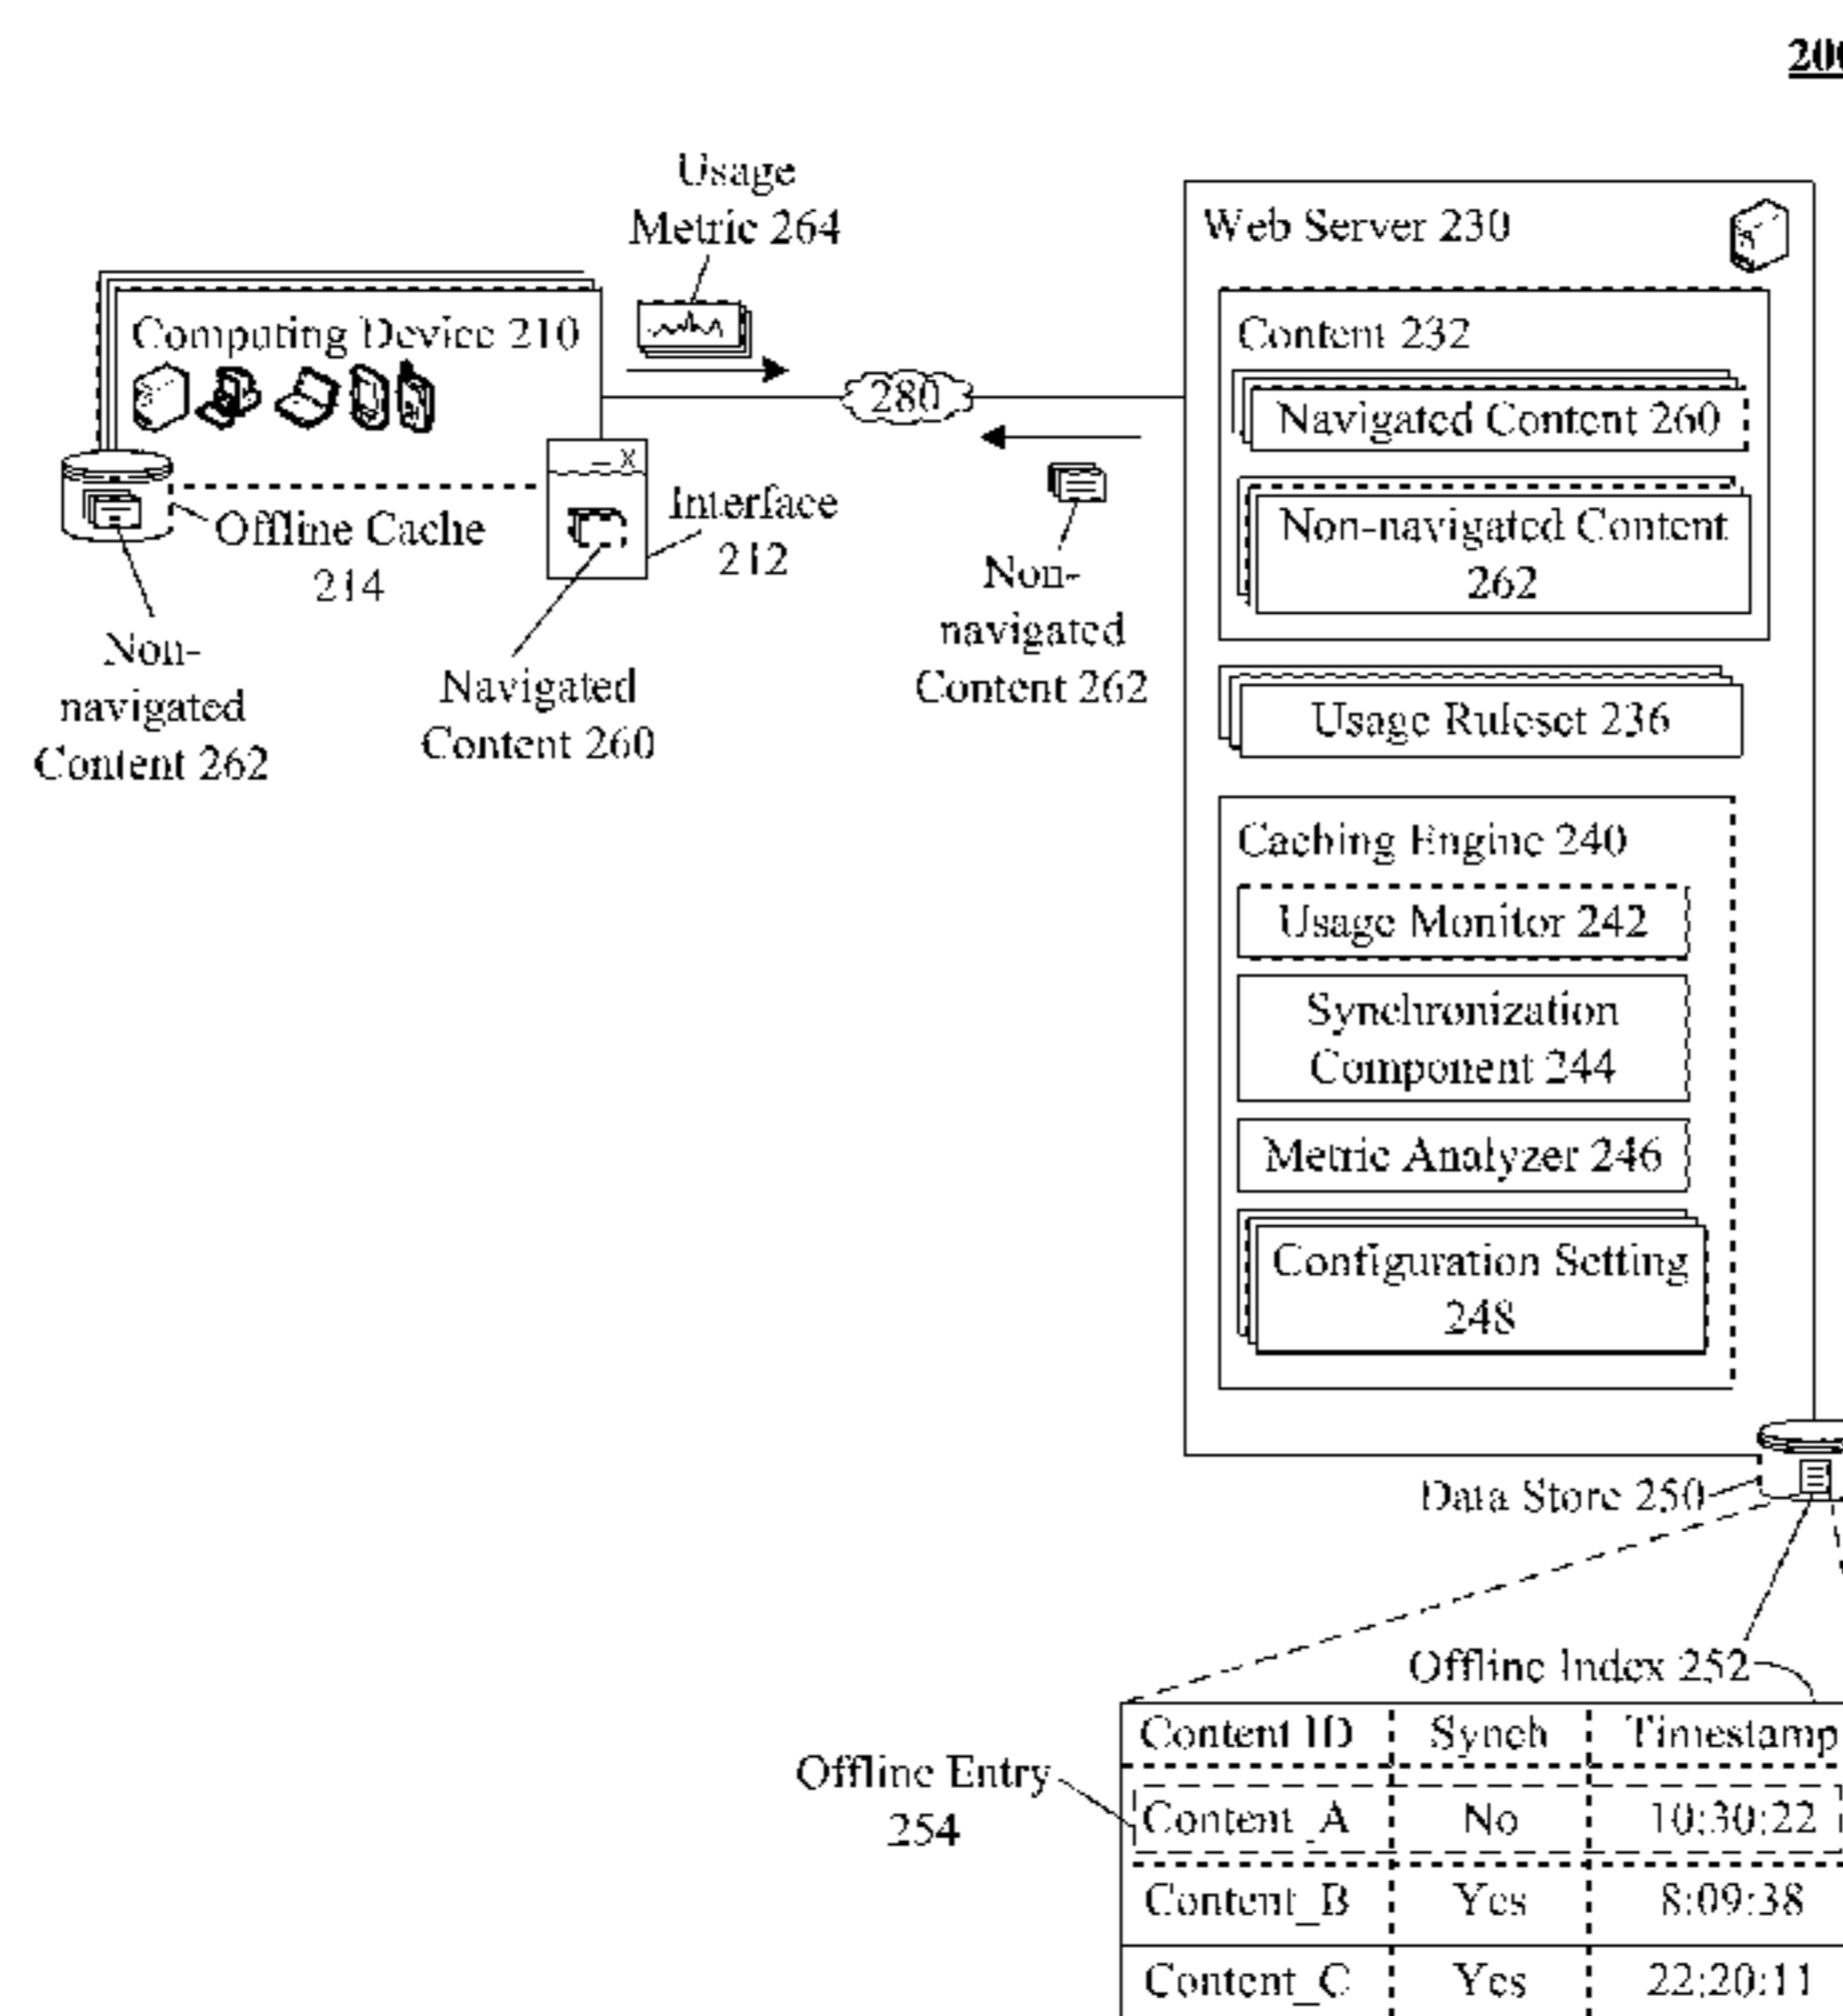 200
Usage
Metric 264
Computing Device 210
280
_ X
Interface
212
Offline Cache
214
Non-
navigated
Content 262
Navigated
Content 260
Non-
navigated
Content 262
Web Server 230
Content 232
Navigated Content 260
Non-navigated Content
262
Usage Ruleset 236
Caching Engine 240
Usage Monitor 242
Synchronization
Component 244
Metric Analyzer 246
Configuration Setting
248
Data Store 250
Offline Index 252
Offline Entry
254
Content ID Synch Timestamp
Content_A No 10:30:22
Content_B Yes 8:09:38
Content_C Yes 22:20:11